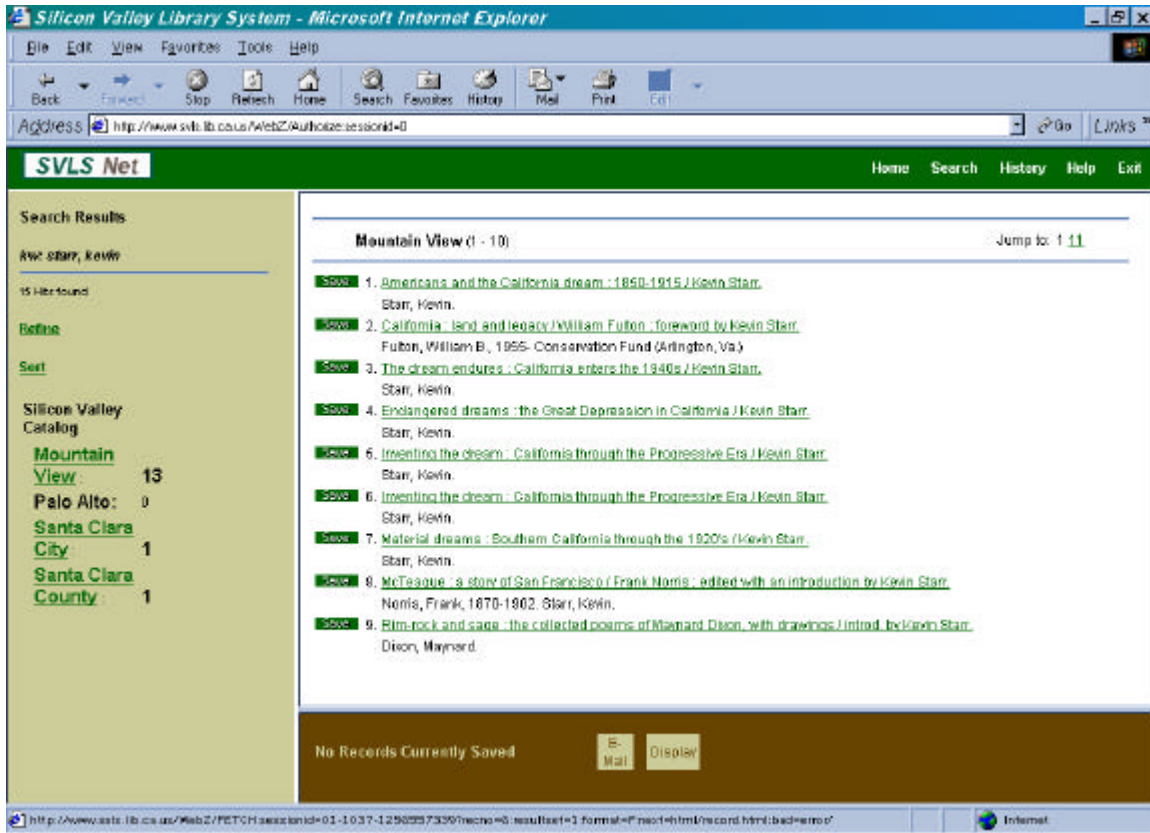 Silicon Valley Library System - Microsoft Internet Explorer
File Edit View Favorites Tools Help
Back Forward Stop Refresh Home Search Favorites History Mail Print Edit
Address http://www.svls.lib.ca.us/WebZ/Authorize:sessionid=0 Go Links
SVLS Net Home Search History Help Exit
Search Results
kw: starr, kevin
15 Hits found
Refine
Sort
Silicon Valley
Catalog
Mountain
View: 13
Palo Alto: 0
Santa Clara
City: 1
Santa Clara
County: 1
Mountain View (1 - 10) Jump to: 1 11
Save 1. Americans and the California dream : 1850-1915 / Kevin Starr.
Starr, Kevin.
Save 2. California : land and legacy / William Fulton ; foreword by Kevin Starr.
Fulton, William B., 1955- Conservation Fund (Arlington, Va.)
Save 3. The dream endures : California enters the 1940s / Kevin Starr.
Starr, Kevin.
Save 4. Endangered dreams : the Great Depression in California / Kevin Starr.
Starr, Kevin.
Save 5. Inventing the dream : California through the Progressive Era / Kevin Starr.
Starr, Kevin.
Save 6. Inventing the dream : California through the Progressive Era / Kevin Starr.
Starr, Kevin.
Save 7. Material dreams : Southern California through the 1920's / Kevin Starr.
Starr, Kevin.
Save 8. McTeague : a story of San Francisco / Frank Norris ; edited with an introduction by Kevin Starr.
Norris, Frank, 1870-1902. Starr, Kevin.
Save 9. Rim-rock and sage : the collected poems of Maynard Dixon, with drawings / introd. by Kevin Starr.
Dixon, Maynard.
No Records Currently Saved
E-
Mail
Display
Internet